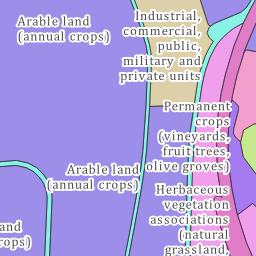 Arable land
(annual crops)
Industrial,
commercial,
public,
military and
private units
Permanent
crops
(vineyards,
fruit trees,
olive groves)
Arable land
(annual crops)
Herbaceous
vegetation
associations
(natural
grassland,
and
rops)